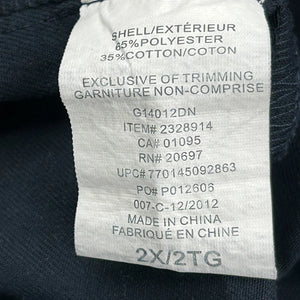 SHELL/EXTÉRIEUR
65%POLYESTER
35%COTTON/COTON
EXCLUSIVE OF TRIMMING
GARNITURE NON-COMPRISE
G14012DN
ITEM# 2328914
CA# 01095
RN# 20697
UPC# 770145092863
PO# P012606
007-C-12/2012
MADE IN CHINA
FABRIQUÉ EN CHINE
2X/2TG